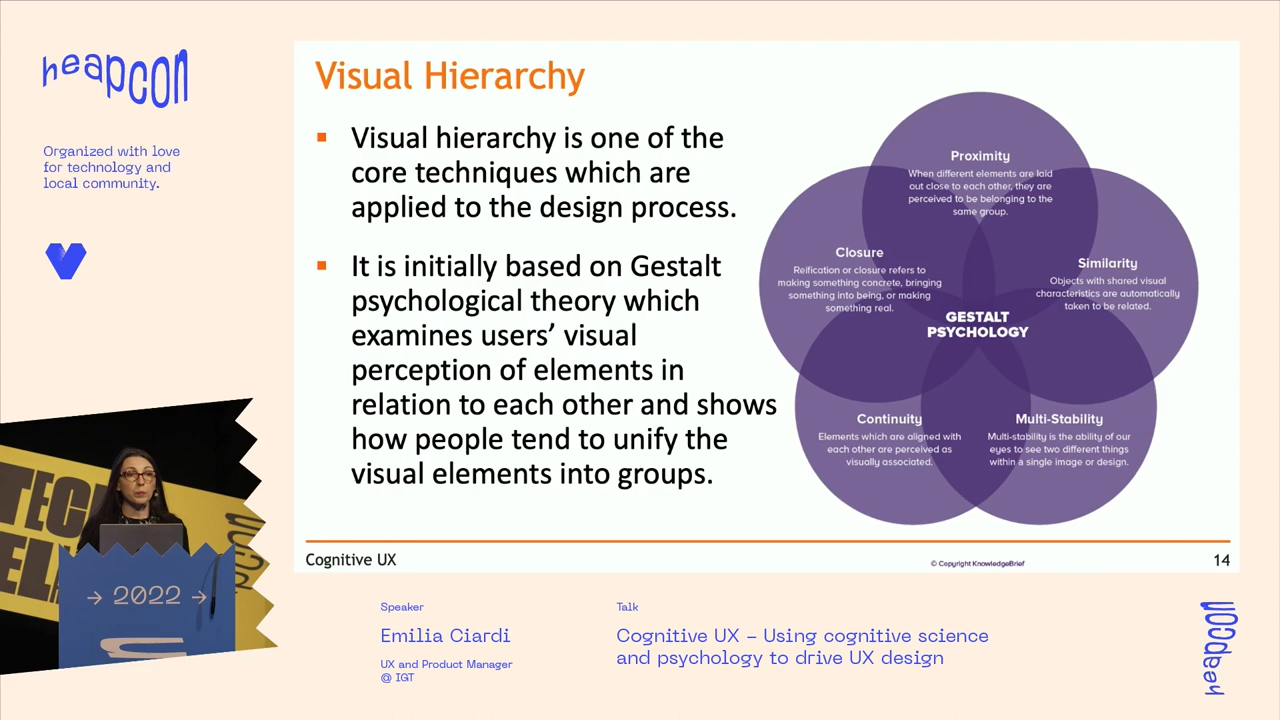 heapcon
Organized with love
for technology and
local community.
Visual Hierarchy
▪ Visual hierarchy is one of the
core techniques which are
applied to the design process.
▪ It is initially based on Gestalt
psychological theory which
examines users’ visual
perception of elements in
relation to each other and shows
how people tend to unify the
visual elements into groups.
Proximity
When different elements are laid
out close to each other, they are
perceived to be belonging to the
same group.
Closure
Reification or closure refers to
making something concrete, bringing
something into being, or making
something real.
Similarity
Objects with shared visual
characteristics are automatically
taken to be related.
GESTALT
PSYCHOLOGY
Continuity
Elements which are aligned with
each other are perceived as
visually associated.
Multi-Stability
Multi-stability is the ability of our
eyes to see two different things
within a single image or design.
Cognitive UX
© Copyright KnowledgeBrief
14
→ 2022 →
Speaker
Emilia Ciardi
UX and Product Manager
@ IGT
Talk
Cognitive UX – Using cognitive science
and psychology to drive UX design
heapcon